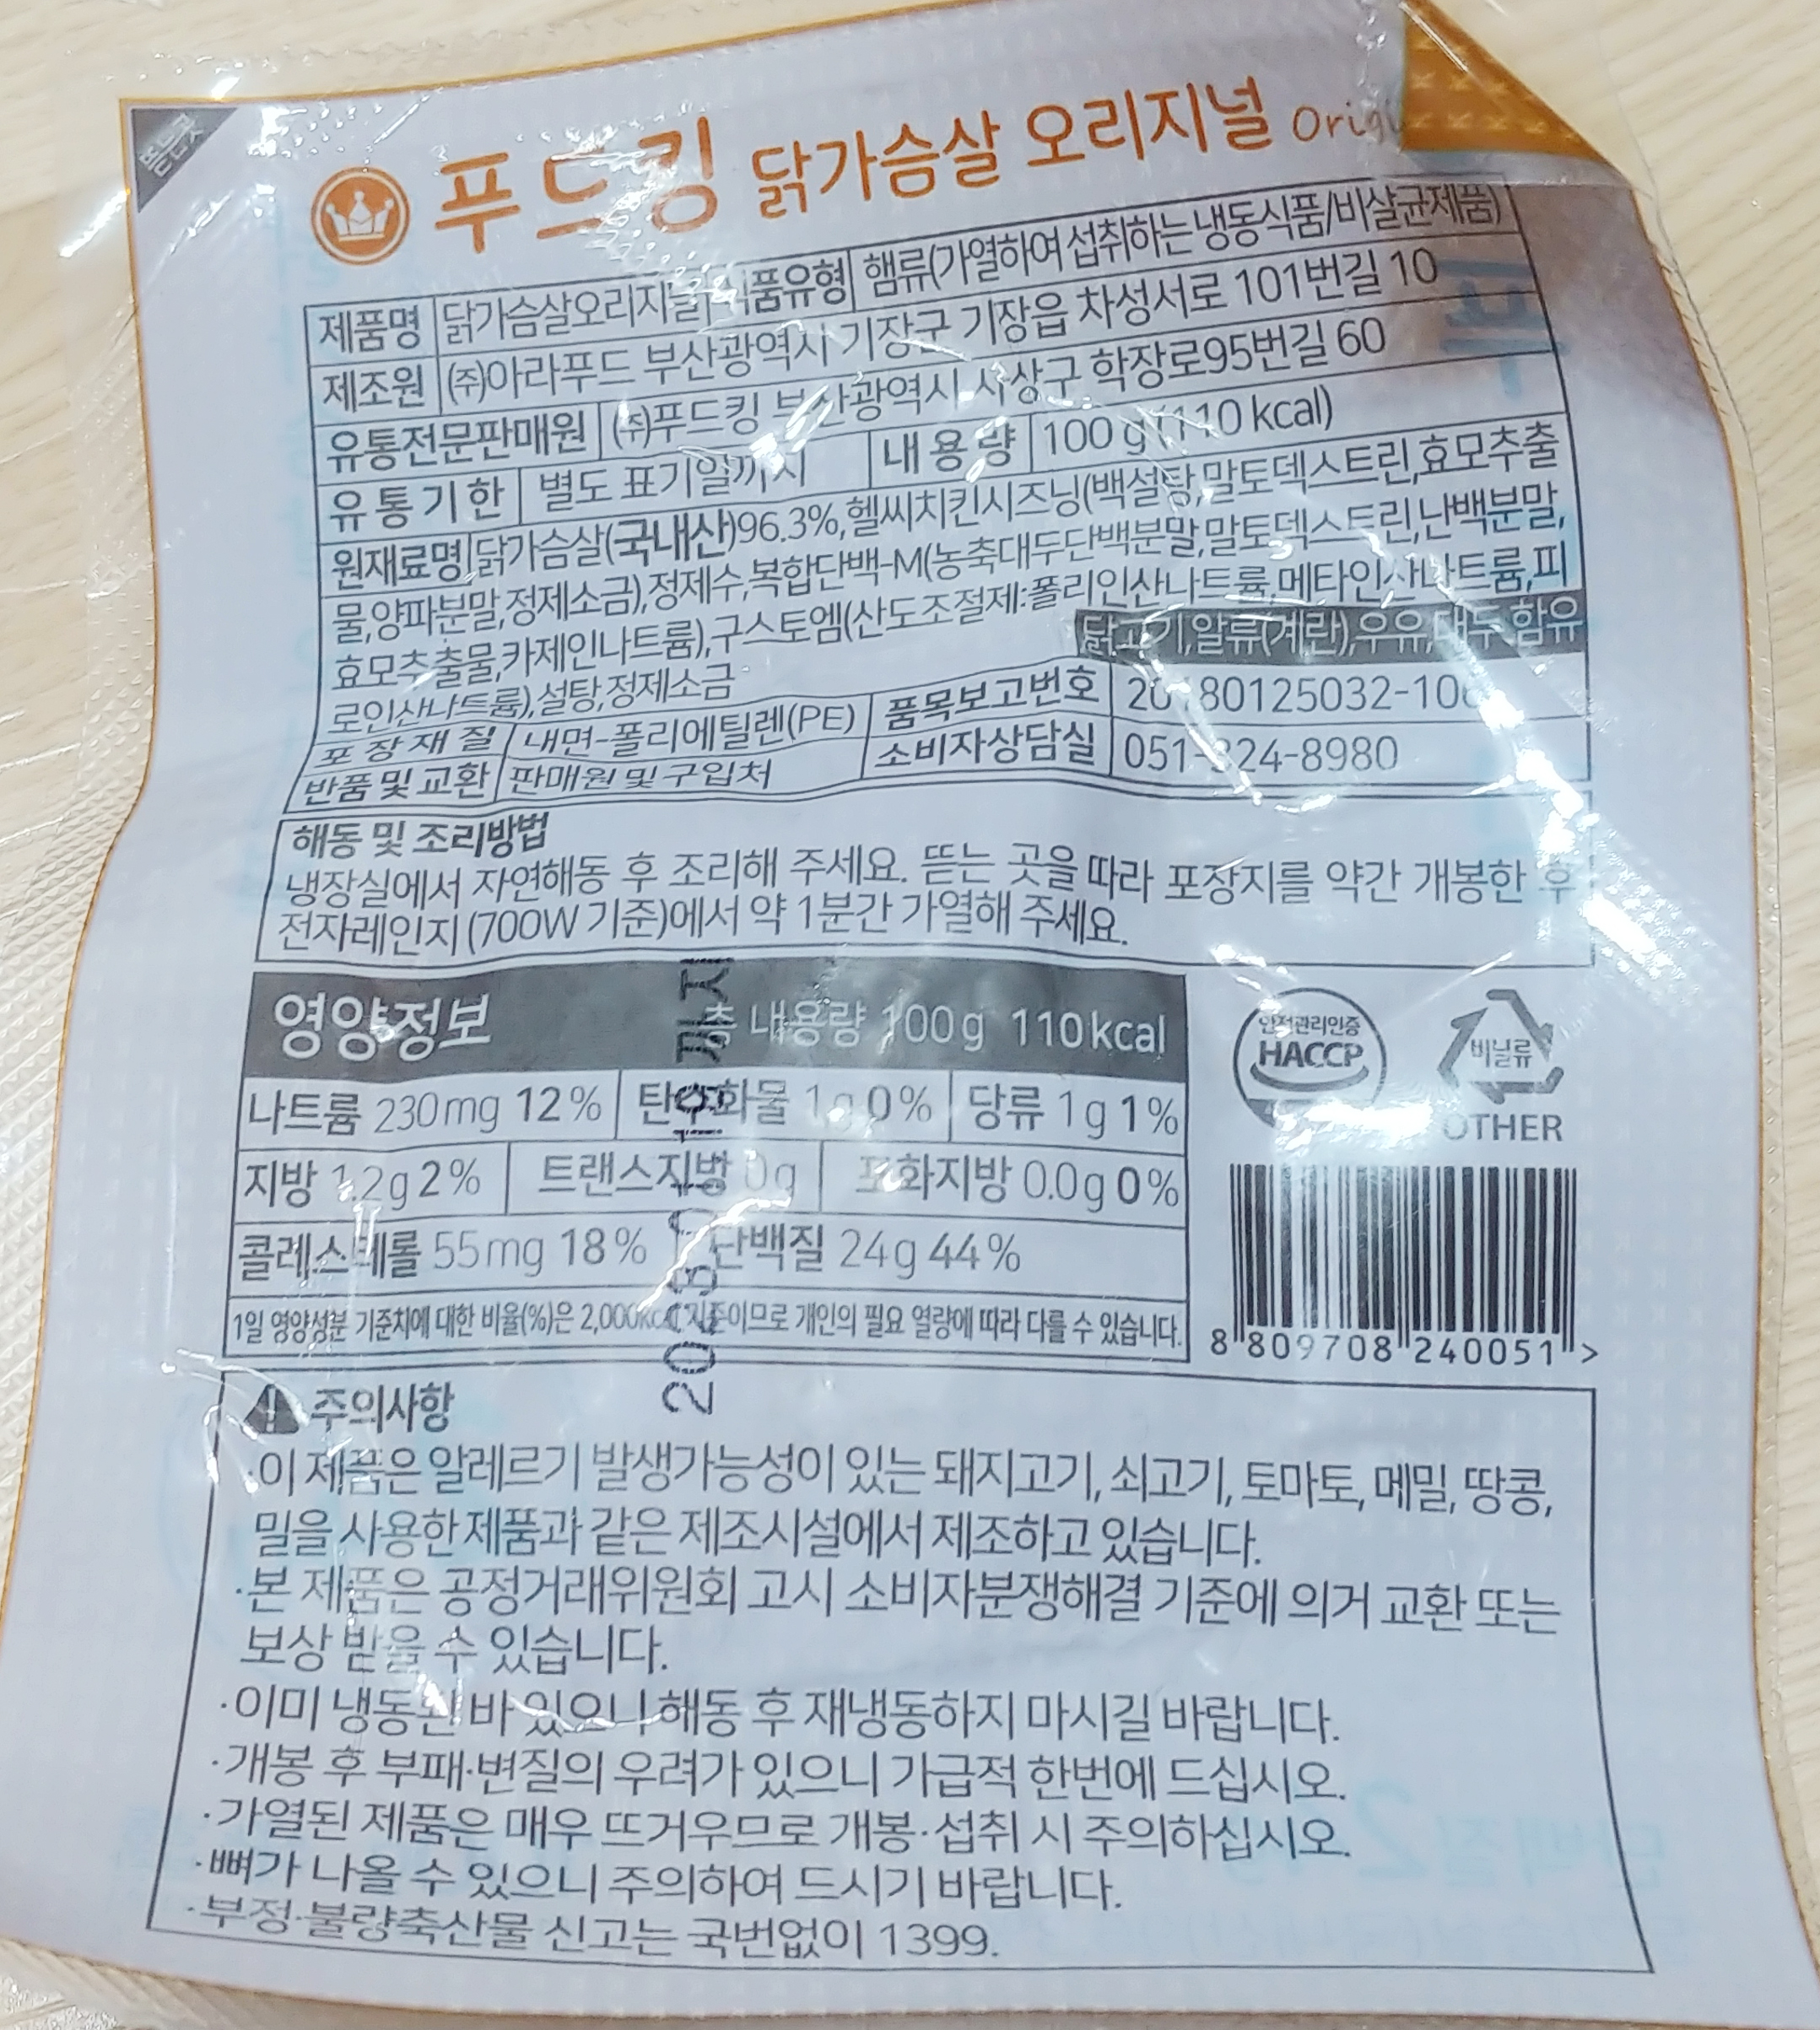 뜯는곳
푸드킹 닭가슴살 오리지널
제품명 닭가슴살오리지널 식품유형 햄류(가열하여 섭취하는 냉동식품/비살균제품)
제조원 (주)아라푸드 부산광역시 기장군 기장읍 차성서로 101번길 10
유통전문판매원 (주)푸드킹 부산광역시 사상구 학장로95번길 60
유통기한 별도 표기일까지 내용량 100 g (110 kcal)
원재료명 닭가슴살(국내산)96.3%,헬씨치킨시즈닝(백설탕,말토덱스트린,효모추출
물,양파분말,정제소금),정제수,복합단백-M(농축대두단백분말,말토덱스트린,난백분말,
효모추출물,카제인나트륨),구스토엠(산도조절제:폴리인산나트륨,메타인산나트륨,피
로인산나트륨),설탕,정제소금
닭고기,알류(계란),우유,대두 함유
포장재질 내면-폴리에틸렌(PE) 품목보고번호
반품 및 교환 판매원 및 구입처 소비자상담실
해동 및 조리방법
냉장실에서 자연해동 후 조리해 주세요. 뜯는 곳을 따라 포장지를 약간 개봉한 후
전자레인지 (700W 기준)에서 약 1분간 가열해 주세요.
영양정보 총 내용량 100g 110kcal
나트륨 230mg 12% 탄수화물 1g 0% 당류 1g 1%
지방 1.2g 2% 트랜스지방 0g 포화지방 0.0g 0%
콜레스테롤 55mg 18% 단백질 24g 44%
1일 영양성분 기준치에 대한 비율(%)은 2,000kcal 기준이므로 개인의 필요 열량에 따라 다를 수 있습니다.
안전관리인증
HACCP
비닐류
OTHER
8 809708 240051 >
주의사항
·이 제품은 알레르기 발생가능성이 있는 돼지고기, 쇠고기, 토마토, 메밀, 땅콩,
밀을 사용한 제품과 같은 제조시설에서 제조하고 있습니다.
·본 제품은 공정거래위원회 고시 소비자분쟁해결 기준에 의거 교환 또는
보상 받을 수 있습니다.
·이미 냉동된 바 있으니 해동 후 재냉동하지 마시길 바랍니다.
·개봉 후 부패·변질의 우려가 있으니 가급적 한번에 드십시오.
·가열된 제품은 매우 뜨거우므로 개봉·섭취 시 주의하십시오.
·뼈가 나올 수 있으니 주의하여 드시기 바랍니다.
·부정·불량축산물 신고는 국번없이 1399.